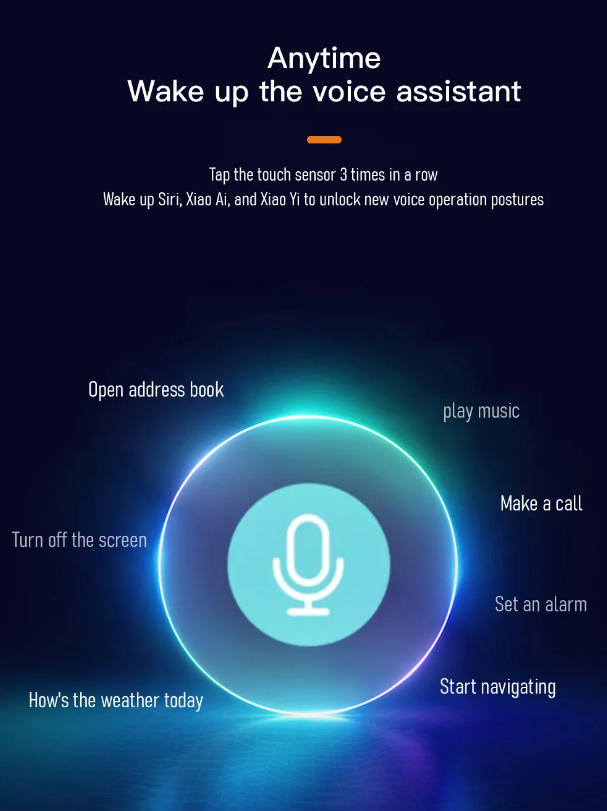 Anytime
Wake up the voice assistant
Tap the touch sensor 3 times in a row
Wake up Siri, Xiao Ai, and Xiao Yi to unlock new voice operation postures
Open address book
play music
Make a call
Turn off the screen
Set an alarm
Start navigating
How's the weather today